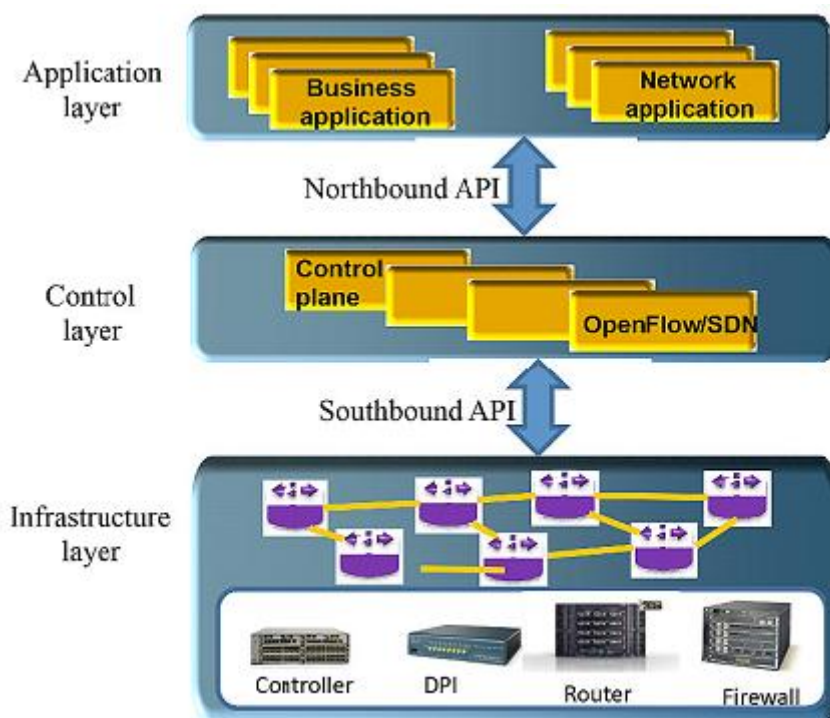 Application
layer
Business
application
Network
application
Northbound API
Control
layer
Control
plane
OpenFlow/SDN
Southbound API
Infrastructure
layer
Controller
DPI
Router
Firewall